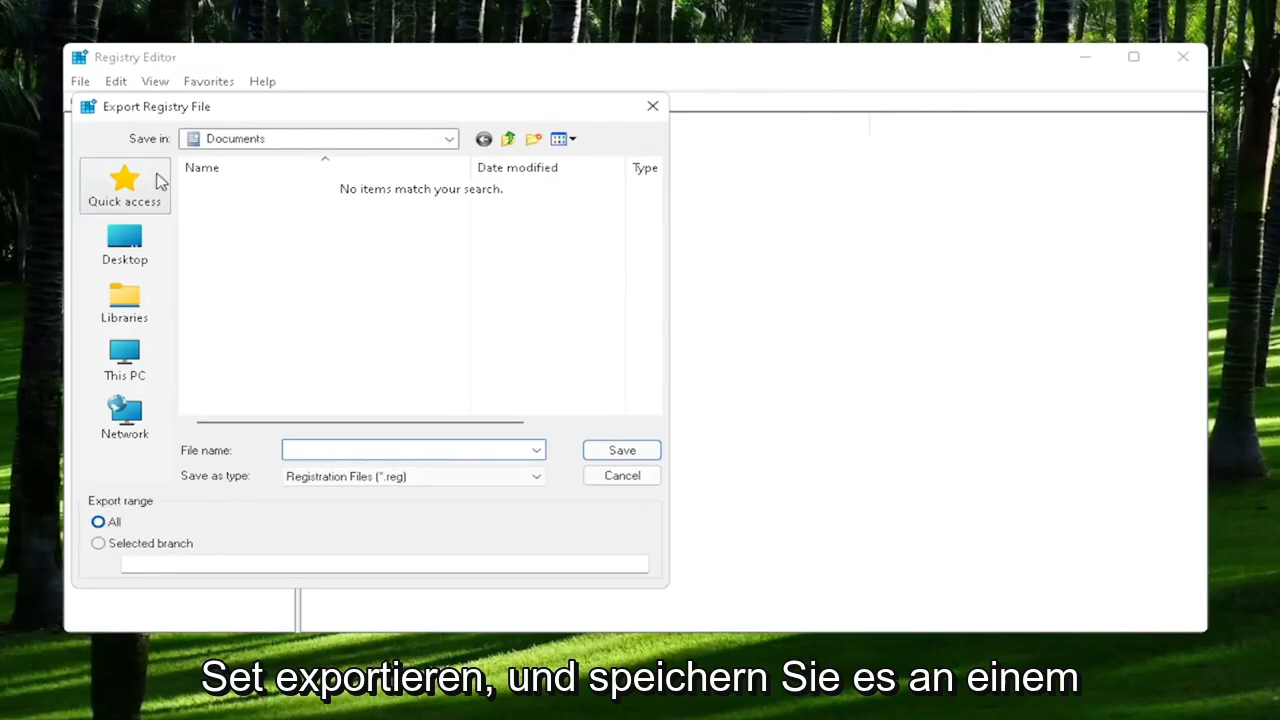 Registry Editor
File Edit View Favorites Help
Export Registry File
Save in: Documents
Name Date modified Type
No items match your search.
Quick access
Desktop
Libraries
This PC
Network
File name: Save
Save as type: Registration Files (*.reg) Cancel
Export range
All
Selected branch
Set exportieren, und speichern Sie es an einem